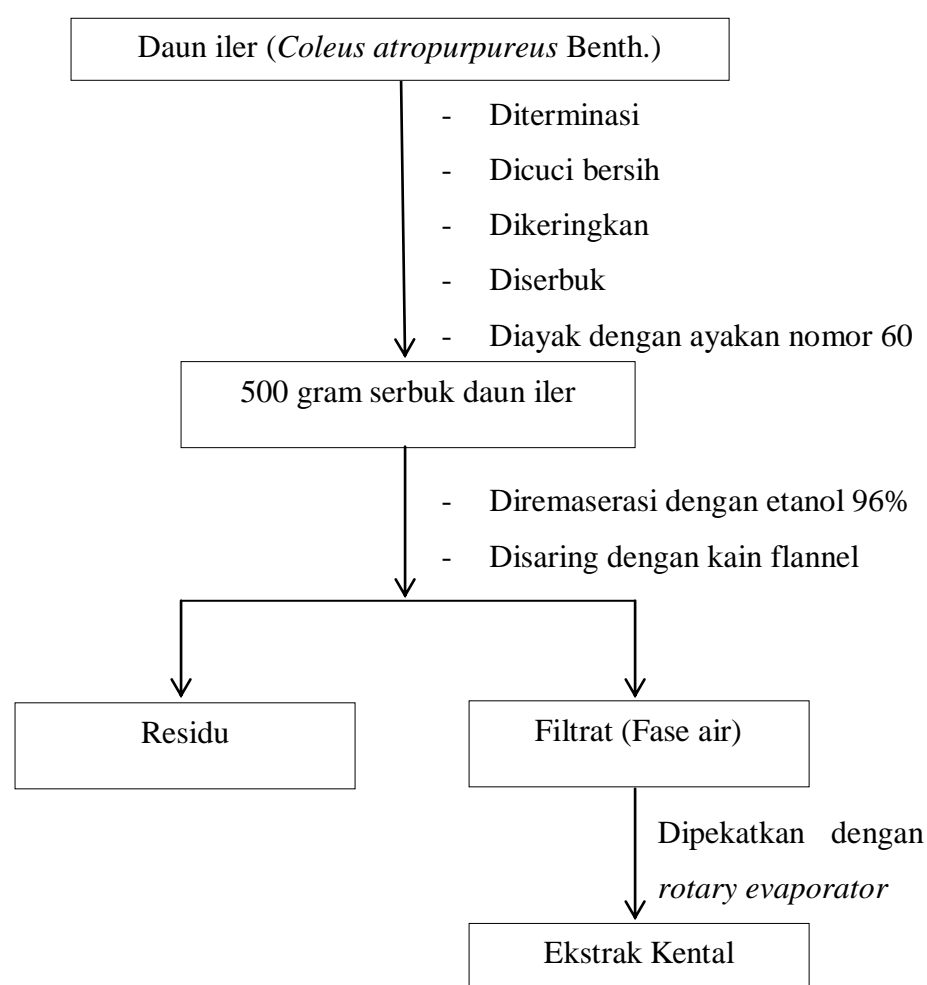 Daun iler (Coleus atropurpureus Benth.)
- Diterminasi
- Dicuci bersih
- Dikeringkan
- Diserbuk
- Diayak dengan ayakan nomor 60
500 gram serbuk daun iler
- Diremaserasi dengan etanol 96%
- Disaring dengan kain flannel
Residu
Filtrat (Fase air)
Dipekatkan dengan
rotary evaporator
Ekstrak Kental